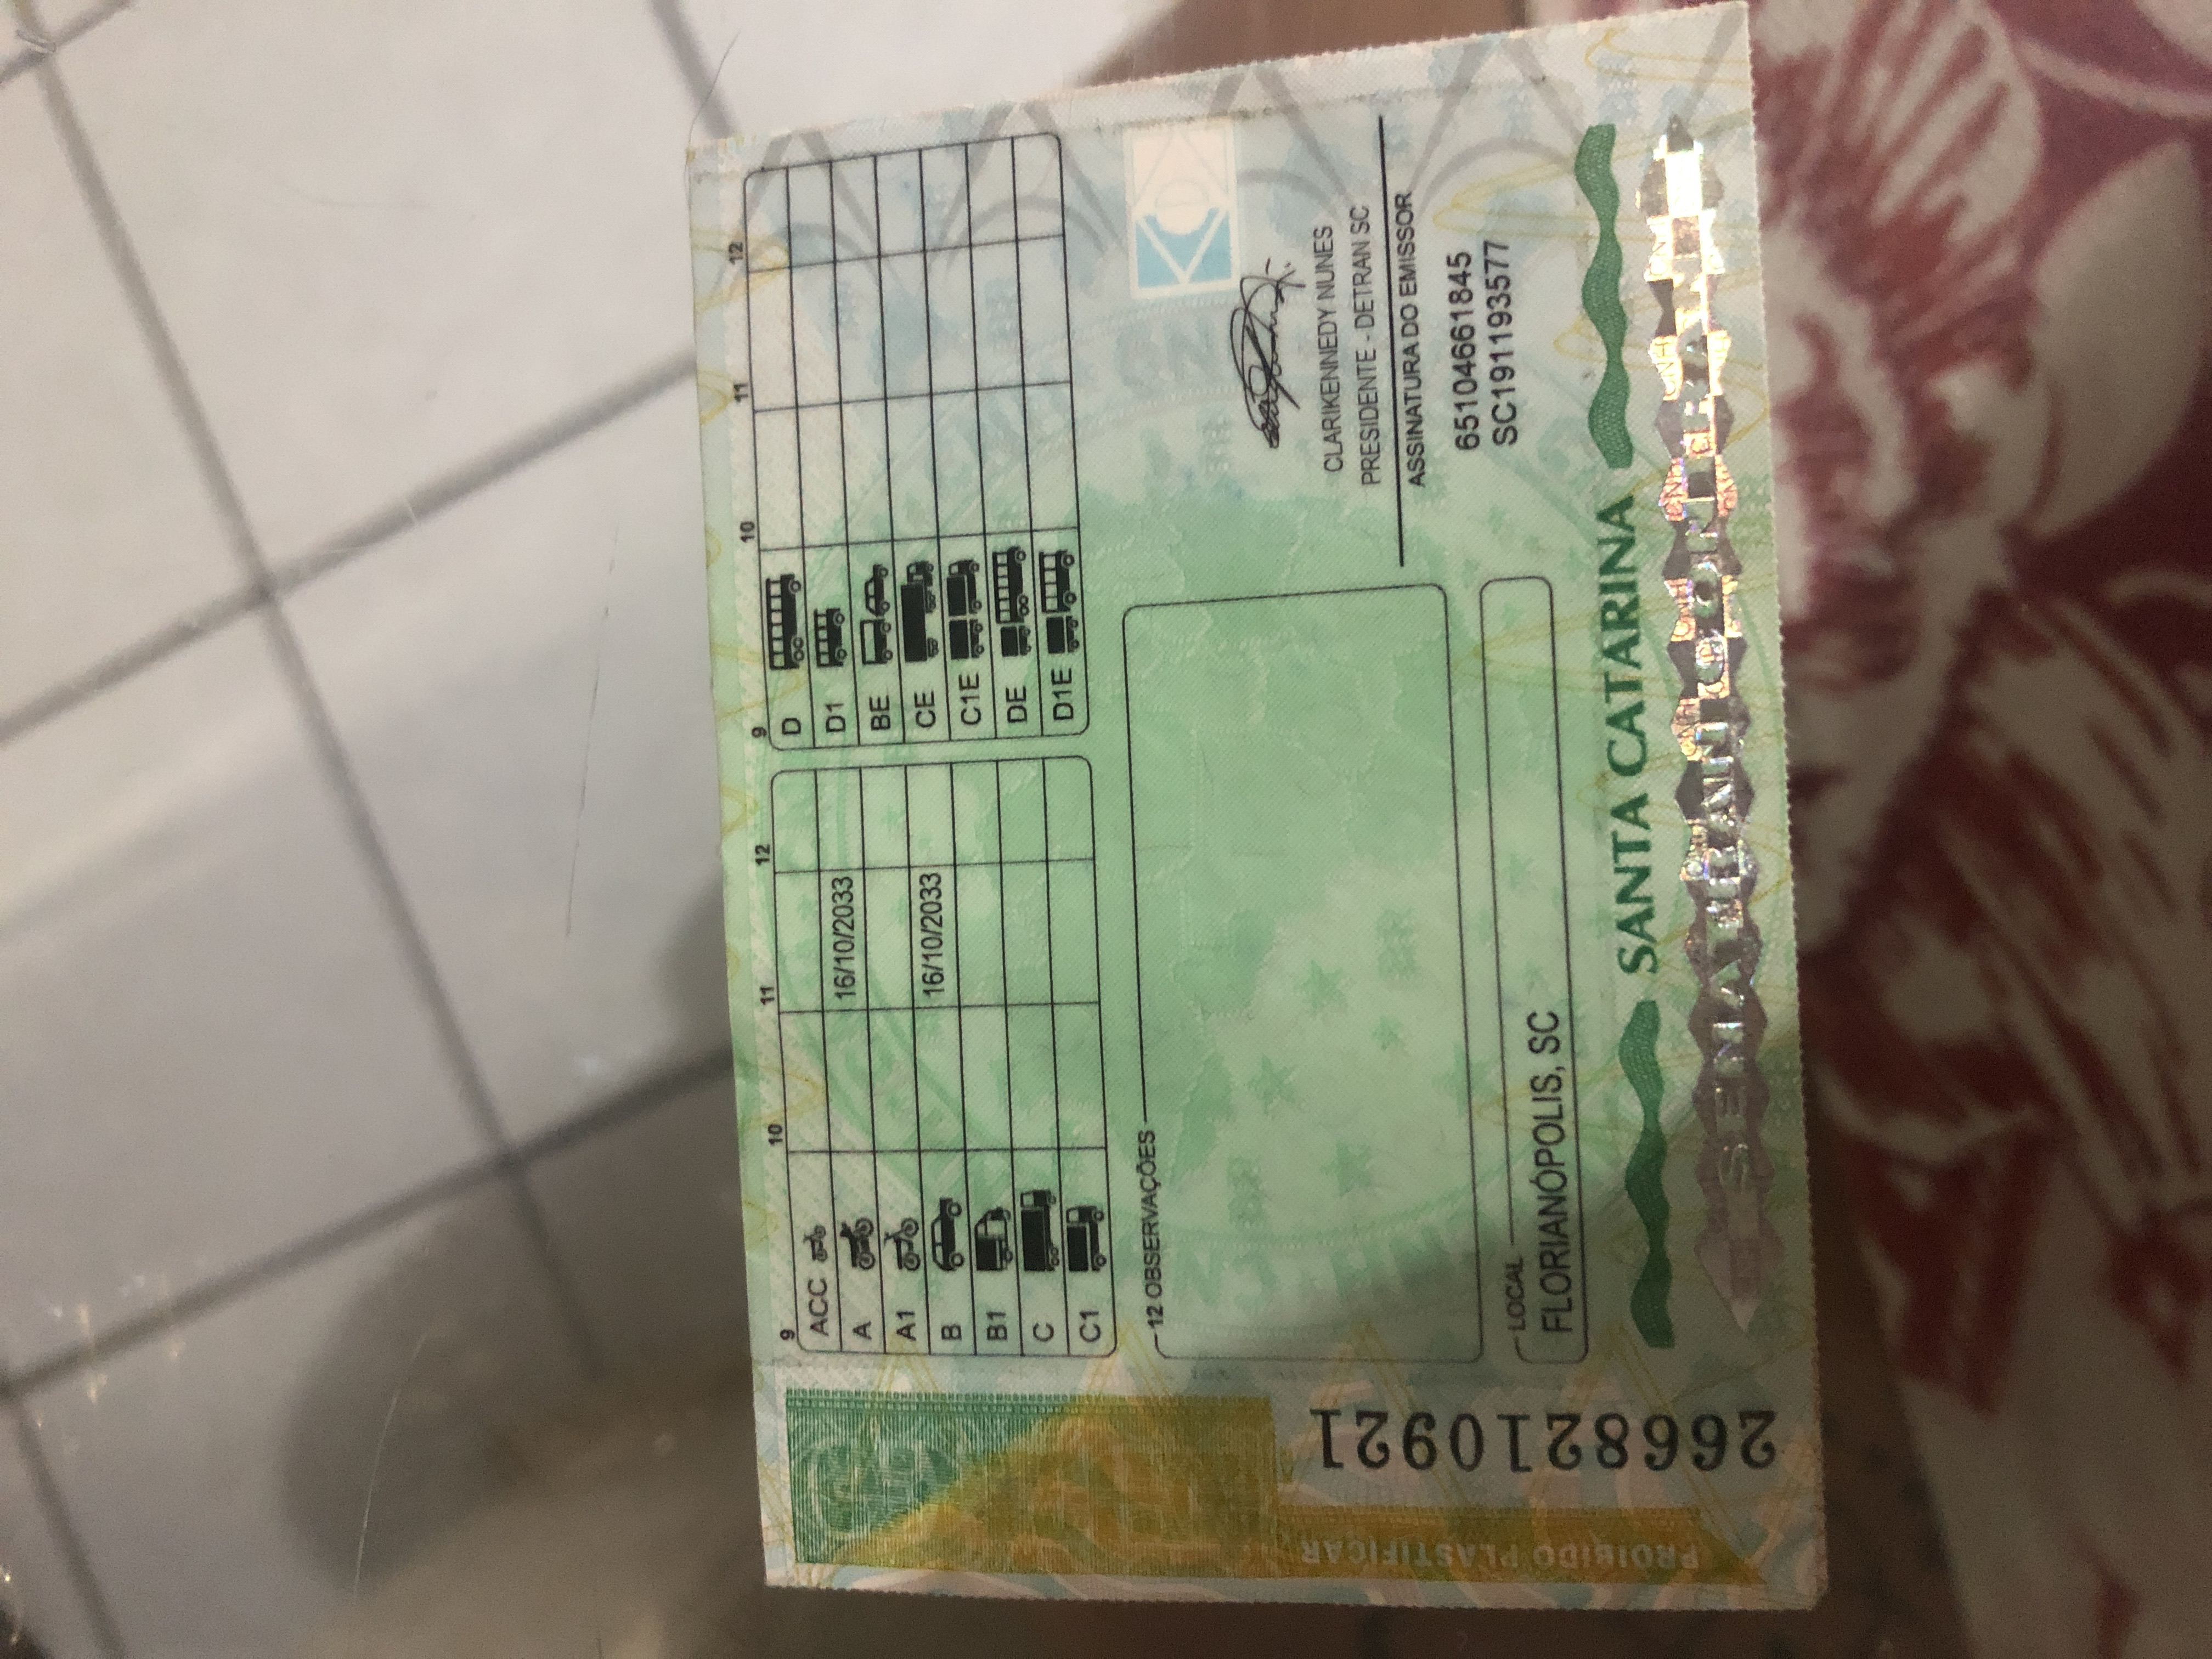 9 10 11 12
ACC
A 16/10/2033
A1
B 16/10/2033
B1
C
C1
9 10 11 12
D
D1
BE
CE
C1E
DE
D1E
12 OBSERVAÇÕES
CLARIKENNEDY NUNES
PRESIDENTE - DETRAN SC
ASSINATURA DO EMISSOR
65104661845
SC191193577
LOCAL
FLORIANÓPOLIS, SC
SANTA CATARINA
SENATRAN CONTRAN
PROIBIDO PLASTIFICAR
2668210921